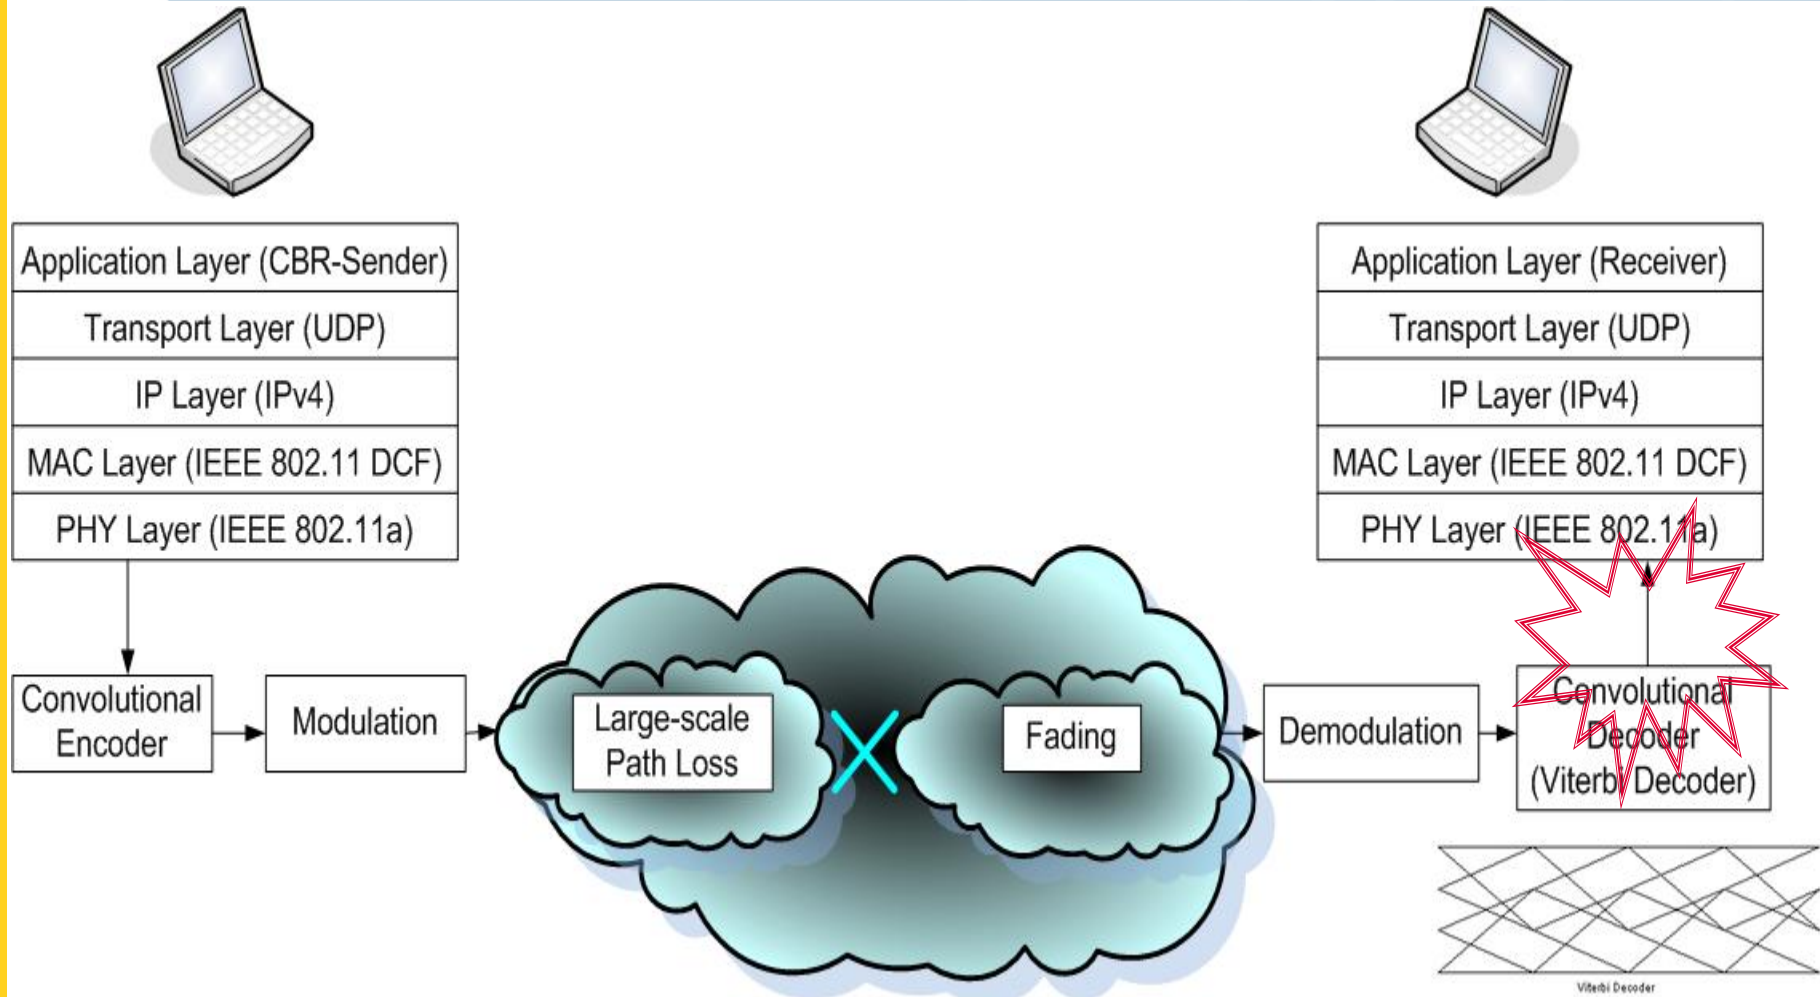 Application Layer (CBR-Sender)
Transport Layer (UDP)
IP Layer (IPv4)
MAC Layer (IEEE 802.11 DCF)
PHY Layer (IEEE 802.11a)
Application Layer (Receiver)
Transport Layer (UDP)
IP Layer (IPv4)
MAC Layer (IEEE 802.11 DCF)
PHY Layer (IEEE 802.11a)
Convolutional
Encoder
Modulation
Large-scale
Path Loss
Fading
Demodulation
Convolutional
Decoder
(Viterbi Decoder)
Viterbi Decoder